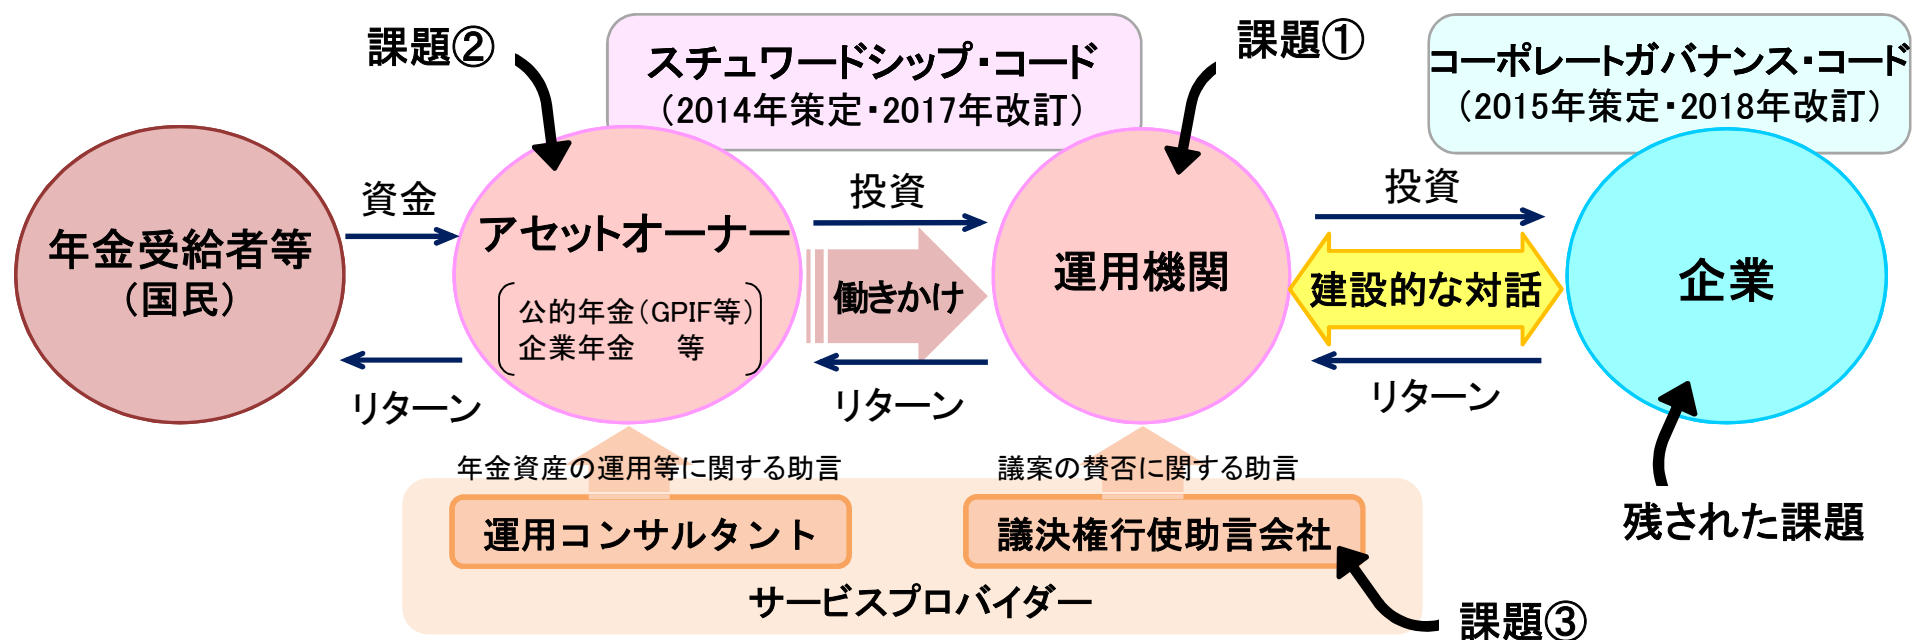 課題②
スチュワードシップ・コード
（2014年策定・2017年改訂）
課題①
コーポレートガバナンス・コード
（2015年策定・2018年改訂）
年金受給者等
（国民）
資金
リターン
アセットオーナー
公的年金（GPIF等）
企業年金　等
投資
働きかけ
リターン
運用機関
投資
建設的な対話
リターン
企業
年金資産の運用等に関する助言
議案の賛否に関する助言
運用コンサルタント
議決権行使助言会社
サービスプロバイダー
残された課題
課題③